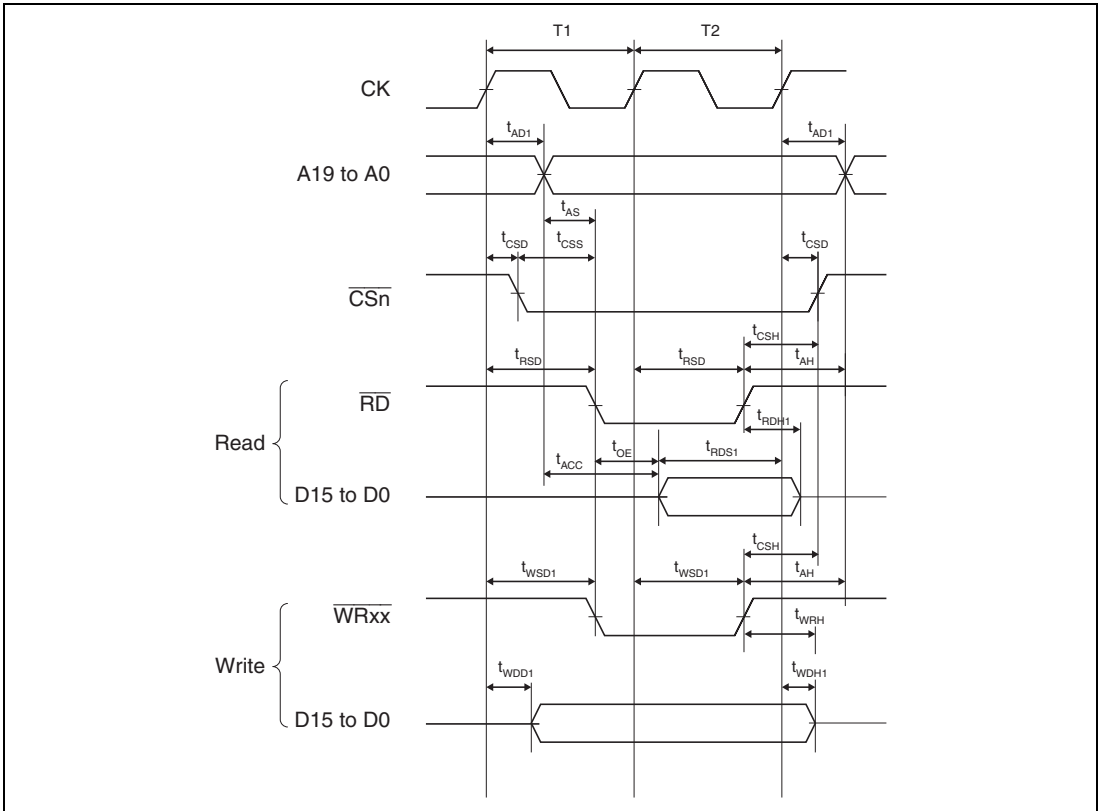 T1 T2
CK
tAD1 tAD1
A19 to A0
tAS
tCSD tCSS tCSD
CSn
tCSH
tRSD tRSD tAH
RD
tRDH1
Read
tOE tRDS1
tACC
D15 to D0
tCSH
tWSD1 tWSD1 tAH
WRxx
tWRH
Write
tWDD1 tWDH1
D15 to D0